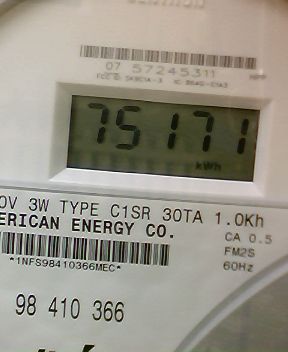 07 57245311
75171
kWh
0V 3W TYPE C1SR 30TA 1.0Kh
ERICAN ENERGY CO.
CA 0.5
*1NFS98410366MEC*
FM2S
60Hz
98 410 366